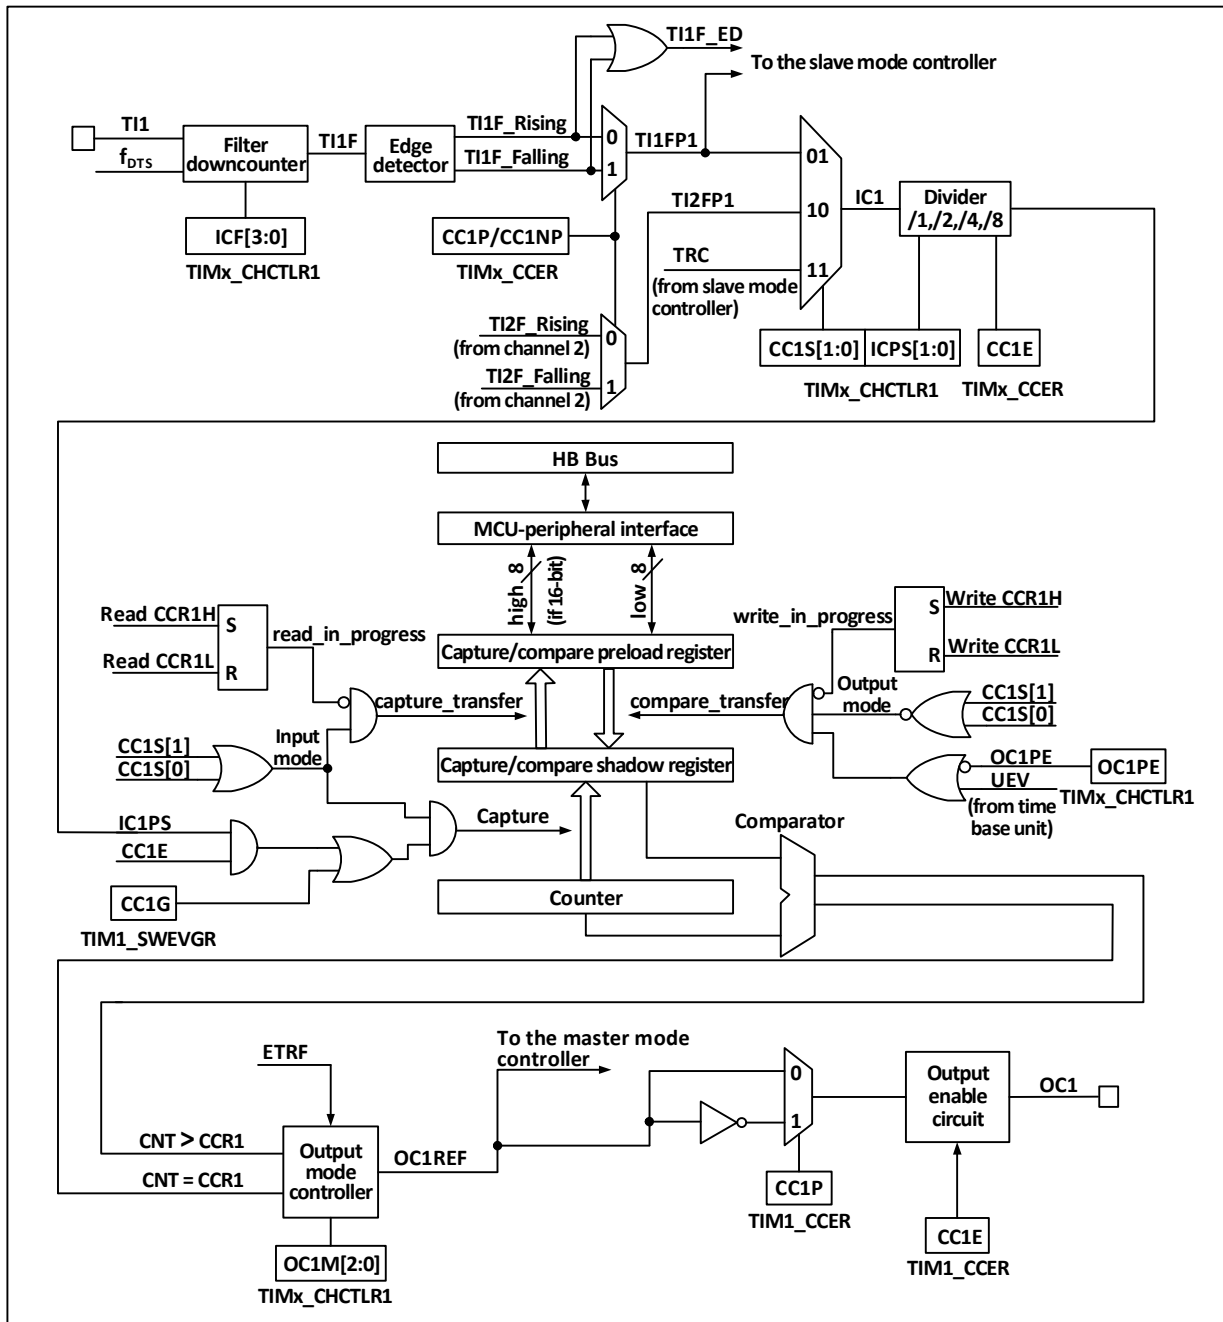 TI1F_ED
To the slave mode controller
TI1
f_DTS
Filter
downcounter
TI1F
Edge
detector
TI1F_Rising
TI1F_Falling
0
1
TI1FP1
01
10
11
IC1
Divider
/1,/2,/4,/8
TI2FP1
ICF[3:0]
TIMx_CHCTLR1
CC1P/CC1NP
TIMx_CCER
TRC
(from slave mode
controller)
TI2F_Rising
(from channel 2)
TI2F_Falling
(from channel 2)
0
1
CC1S[1:0]
ICPS[1:0]
CC1E
TIMx_CHCTLR1
TIMx_CCER
HB Bus
MCU-peripheral interface
high 8
(if 16-bit)
low 8
Read CCR1H
Read CCR1L
S
R
read_in_progress
Capture/compare preload register
write_in_progress
S
R
Write CCR1H
Write CCR1L
capture_transfer
compare_transfer
Output
mode
CC1S[1]
CC1S[0]
CC1S[1]
CC1S[0]
Input
mode
Capture/compare shadow register
OC1PE
UEV
(from time
base unit)
OC1PE
TIMx_CHCTLR1
IC1PS
CC1E
CC1G
TIM1_SWEVGR
Capture
Comparator
Counter
ETRF
To the master mode
controller
CNT > CCR1
CNT = CCR1
Output
mode
controller
OC1REF
0
1
Output
enable
circuit
OC1
CC1P
TIM1_CCER
CC1E
TIM1_CCER
OC1M[2:0]
TIMx_CHCTLR1